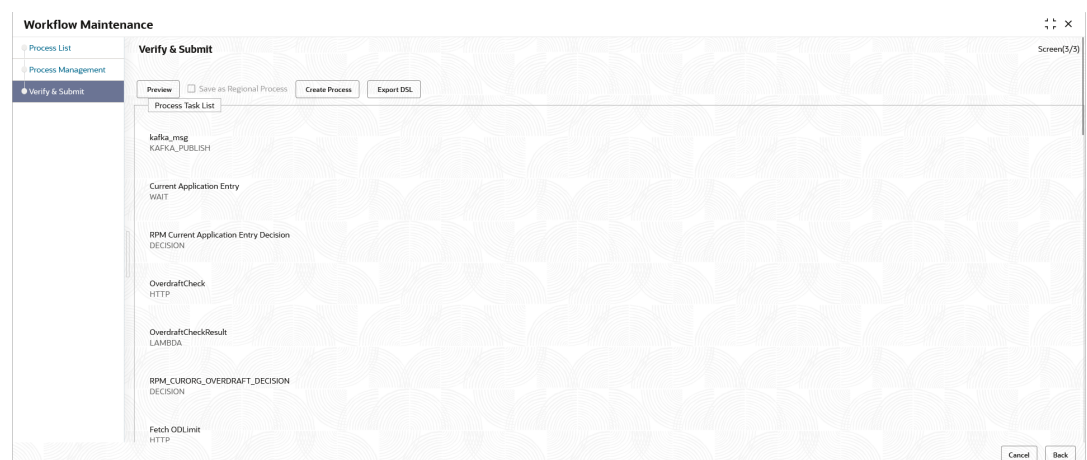 Workflow Maintenance
Process List
Process Management
Verify & Submit
Verify & Submit
Screen(3/3)
Preview
Save as Regional Process
Create Process
Export DSL
Process Task List
kafka_msg
KAFKA_PUBLISH
Current Application Entry
WAIT
RPM Current Application Entry Decision
DECISION
OverdraftCheck
HTTP
OverdraftCheckResult
LAMBDA
RPM_CURORG_OVERDRAFT_DECISION
DECISION
Fetch ODLimit
HTTP
Cancel
Back